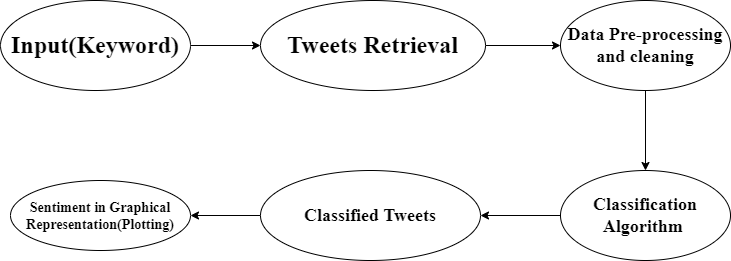 Input(Keyword)
Tweets Retrieval
Data Pre-processing
and cleaning
Classification
Algorithm
Classified Tweets
Sentiment in Graphical
Representation(Plotting)